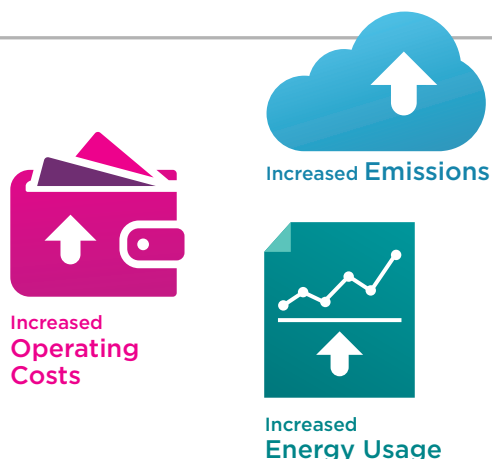 Increased Emissions
Increased
Operating
Costs
Increased
Energy Usage